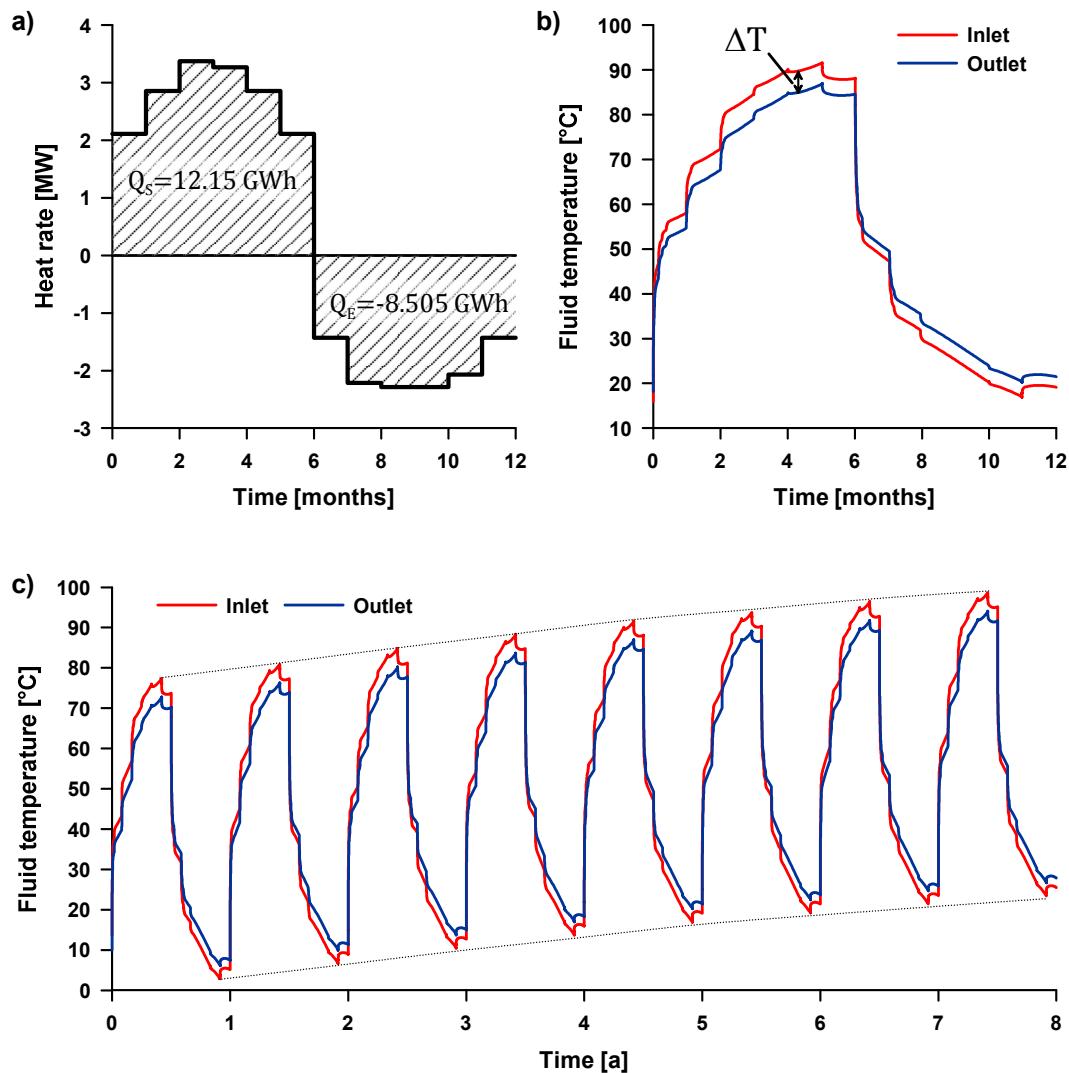 a)
Heat rate [MW]
4
3
2
1
0
-1
-2
-3
Q_S=12.15 GWh
Q_E=-8.505 GWh
0 2 4 6 8 10 12
Time [months]
b)
Fluid temperature [°C]
100
90
80
70
60
50
40
30
20
10
ΔT
Inlet
Outlet
0 2 4 6 8 10 12
Time [months]
c)
Fluid temperature [°C]
100
90
80
70
60
50
40
30
20
10
0
Inlet Outlet
0 1 2 3 4 5 6 7 8
Time [a]